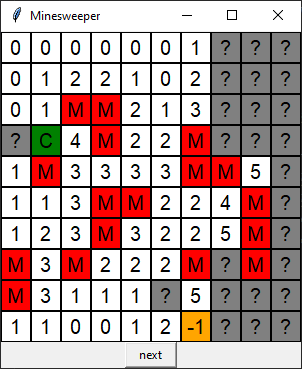 Minesweeper
0 0 0 0 0 0 1 ? ? ?
0 1 2 2 1 0 2 ? ? ?
0 1 M M 2 1 3 ? ? ?
? C 4 M 2 2 M ? ? ?
1 M 3 3 3 3 M M 5 ?
1 1 3 M M 2 2 4 M ?
1 2 3 M 3 2 2 5 M ?
M 3 M 2 2 2 M ? M ?
M 3 1 1 1 ? 5 ? ? ?
1 1 0 0 1 2 -1 ? ? ?
next